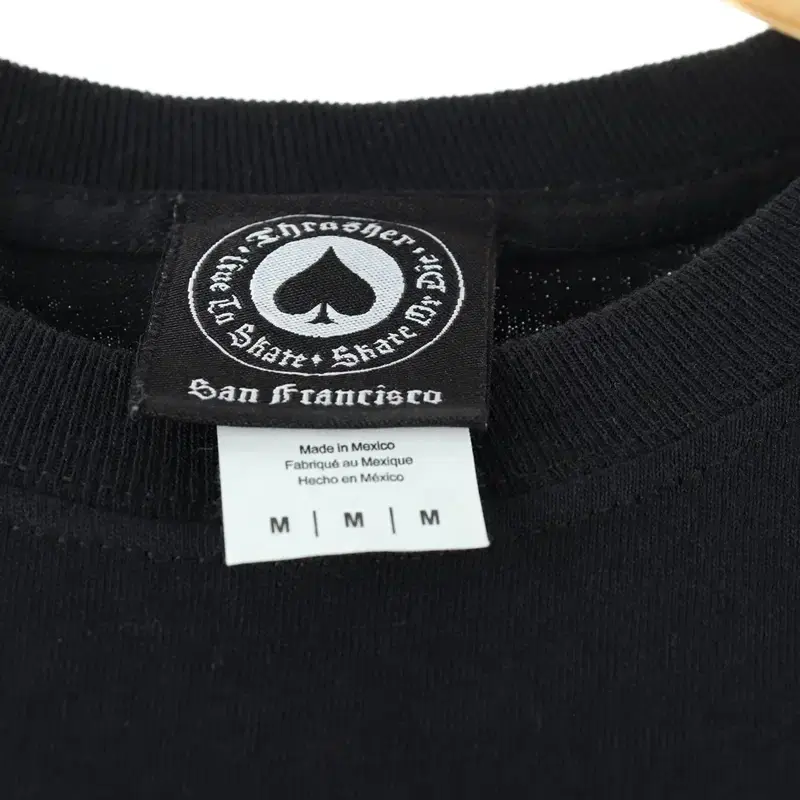 Thrasher
Live To Skate • Skate Or Die
San Francisco
Made in Mexico
Fabriqué au Mexique
Hecho en México
M | M | M